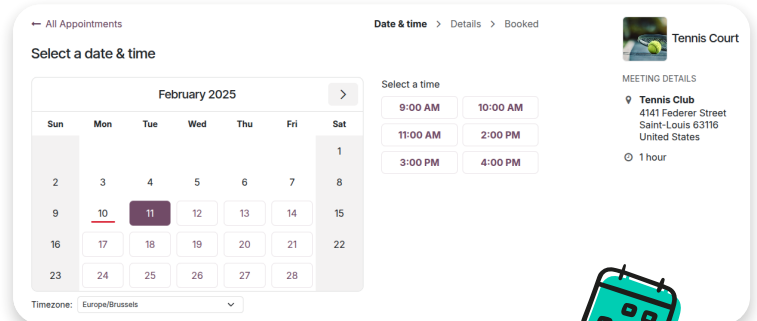 ← All Appointments
Date & time > Details > Booked
Select a date & time
February 2025
Sun Mon Tue Wed Thu Fri Sat
1
2 3 4 5 6 7 8
9 10 11 12 13 14 15
16 17 18 19 20 21 22
23 24 25 26 27 28
Timezone: Europe/Brussels
Select a time
9:00 AM 10:00 AM
11:00 AM 2:00 PM
3:00 PM 4:00 PM
Tennis Court
MEETING DETAILS
Tennis Club
4141 Federer Street
Saint-Louis 63116
United States
1 hour